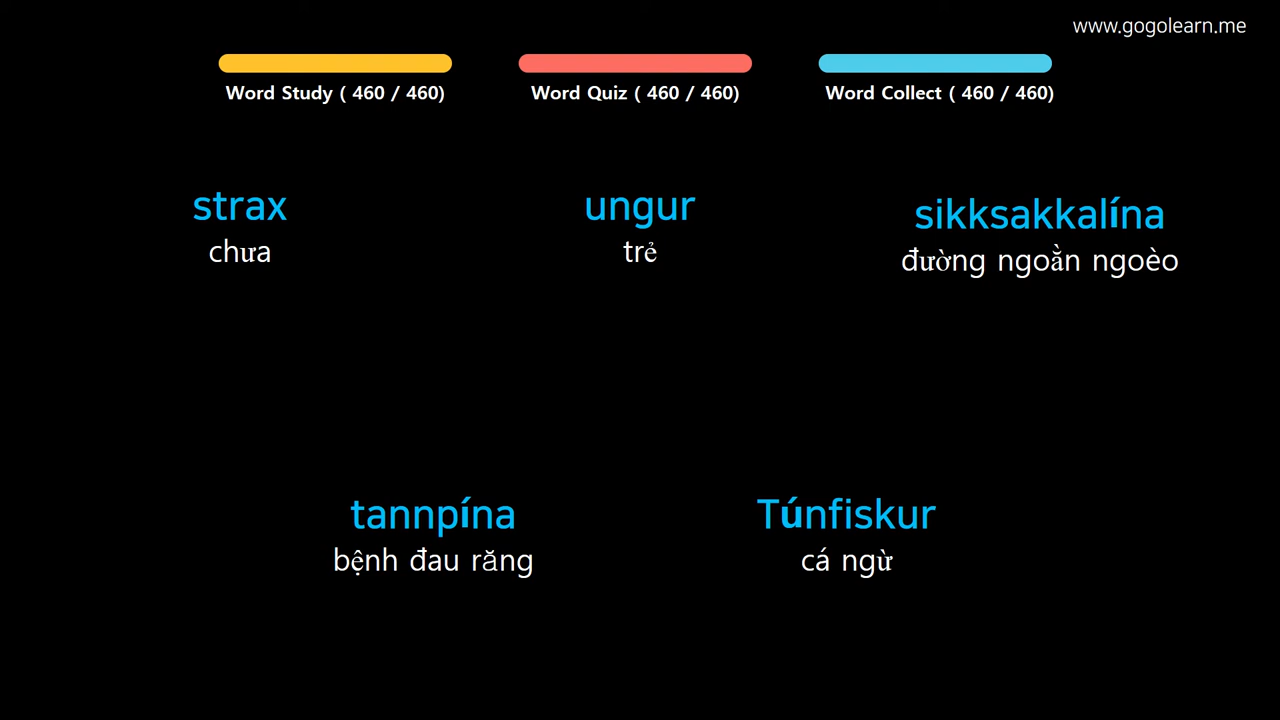 www.gogolearn.me
Word Study ( 460 / 460)
Word Quiz ( 460 / 460)
Word Collect ( 460 / 460)
strax
chưa
ungur
trẻ
sikksakkalína
đường ngoằn ngoèo
tannpína
bệnh đau răng
Túnfiskur
cá ngừ